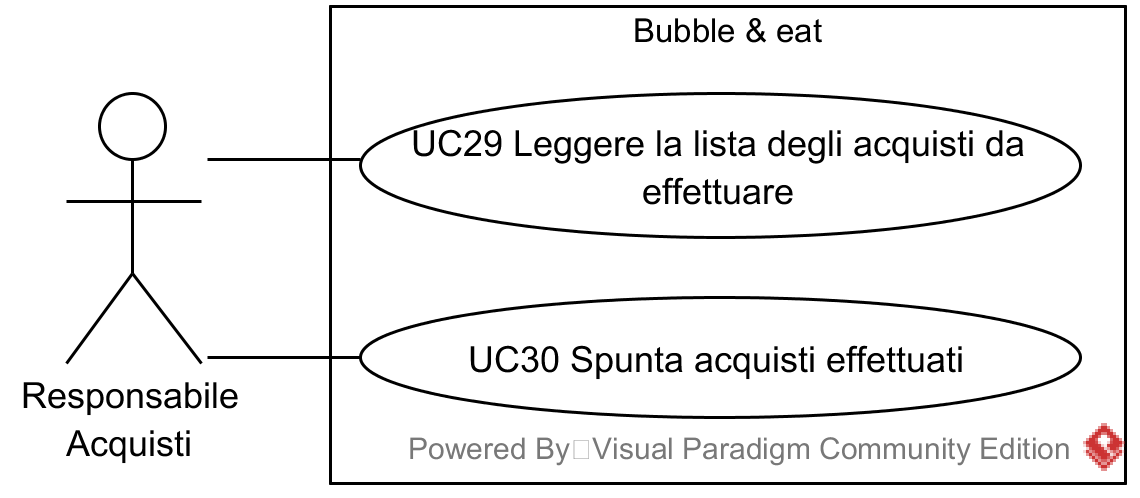 Bubble & eat
UC29 Leggere la lista degli acquisti da
effettuare
UC30 Spunta acquisti effettuati
Responsabile
Acquisti
Powered By Visual Paradigm Community Edition